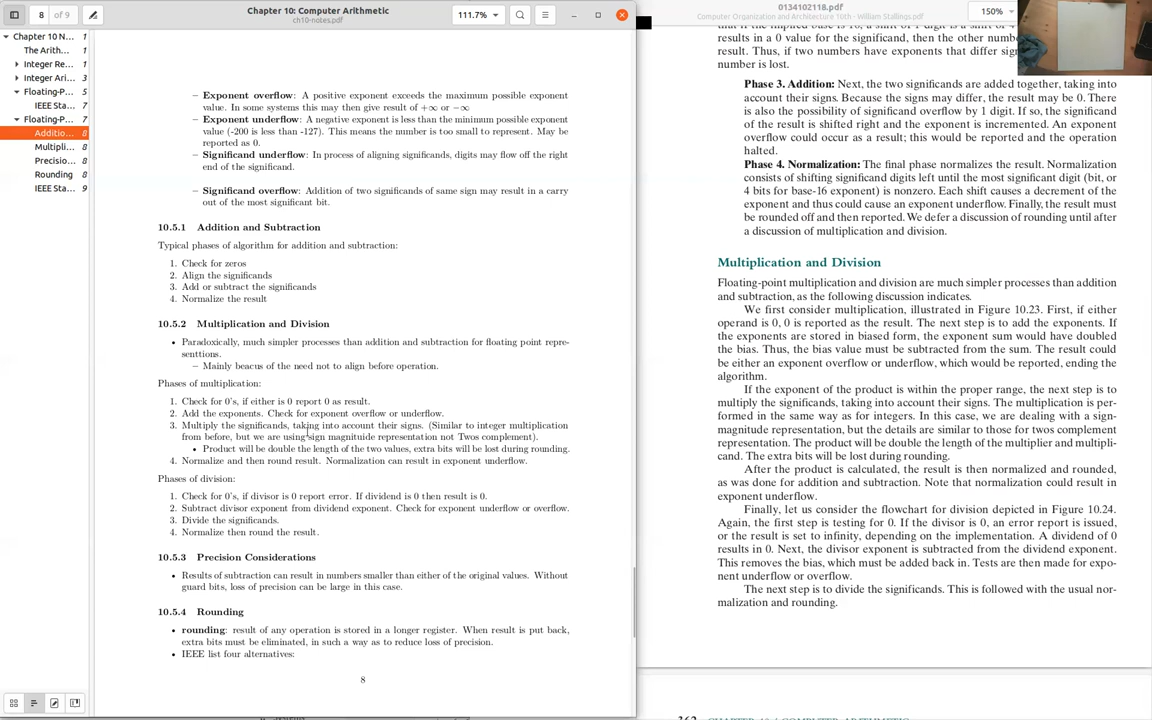 8
of 9
Chapter 10: Computer Arithmetic
ch10-notes.pdf
111.7%
0134102118.pdf
Computer Organization and Architecture 10th - William Stallings.pdf
150%
Chapter 10 N... 1
The Arith... 1
Integer Re... 1
Integer Ari... 3
Floating-P... 5
IEEE Sta... 7
Floating-P... 7
Additio... 8
Multipli... 8
Precisio... 8
Rounding 8
IEEE Sta... 9
– Exponent overflow: A positive exponent exceeds the maximum possible exponent
value. In some systems this may then give result of +∞ or −∞
– Exponent underflow: A negative exponent is less than the minimum possible exponent
value (-200 is less than -127). This means the number is too small to represent. May be
reported as 0.
– Significand underflow: In process of aligning significands, digits may flow off the right
end of the significand.
– Significand overflow: Addition of two significands of same sign may result in a carry
out of the most significant bit.
10.5.1 Addition and Subtraction
Typical phases of algorithm for addition and subtraction:
1. Check for zeros
2. Align the significands
3. Add or subtract the significands
4. Normalize the result
10.5.2 Multiplication and Division
• Paradoxically, much simpler processes than addition and subtraction for floating point repre-
senttions.
– Mainly beacus of the need not to align before operation.
Phases of multiplication:
1. Check for 0's, if either is 0 report 0 as result.
2. Add the exponents. Check for exponent overflow or underflow.
3. Multiply the significands, taking into account their signs. (Similar to integer multiplication
from before, but we are using sign magnituide representation not Twos complement).
• Product will be double the length of the two values, extra bits will be lost during rounding.
4. Normalize and then round result. Normalization can result in exponent underflow.
Phases of division:
1. Check for 0's, if divisor is 0 report error. If dividend is 0 then result is 0.
2. Subtract divisor exponent from dividend exponent. Check for exponent underflow or overflow.
3. Divide the significands.
4. Normalize then round the result.
10.5.3 Precision Considerations
• Results of subtraction can result in numbers smaller than either of the original values. Without
guard bits, loss of precision can be large in this case.
10.5.4 Rounding
• rounding: result of any operation is stored in a longer register. When result is put back,
extra bits must be eliminated, in such a way as to reduce loss of precision.
• IEEE list four alternatives:
8
results in a 0 value for the significand, then the other
result. Thus, if two numbers have exponents that differ
number is lost.
Phase 3. Addition: Next, the two significands are added together, taking into
account their signs. Because the signs may differ, the result may be 0. There
is also the possibility of significand overflow by 1 digit. If so, the significand
of the result is shifted right and the exponent is incremented. An exponent
overflow could occur as a result; this would be reported and the operation
halted.
Phase 4. Normalization: The final phase normalizes the result. Normalization
consists of shifting significand digits left until the most significant digit (bit, or
4 bits for base-16 exponent) is nonzero. Each shift causes a decrement of the
exponent and thus could cause an exponent underflow. Finally, the result must
be rounded off and then reported. We defer a discussion of rounding until after
a discussion of multiplication and division.
Multiplication and Division
Floating-point multiplication and division are much simpler processes than addition
and subtraction, as the following discussion indicates.
We first consider multiplication, illustrated in Figure 10.23. First, if either
operand is 0, 0 is reported as the result. The next step is to add the exponents. If
the exponents are stored in biased form, the exponent sum would have doubled
the bias. Thus, the bias value must be subtracted from the sum. The result could
be either an exponent overflow or underflow, which would be reported, ending the
algorithm.
If the exponent of the product is within the proper range, the next step is to
multiply the significands, taking into account their signs. The multiplication is per-
formed in the same way as for integers. In this case, we are dealing with a sign-
magnitude representation, but the details are similar to those for twos complement
representation. The product will be double the length of the multiplier and multipli-
cand. The extra bits will be lost during rounding.
After the product is calculated, the result is then normalized and rounded,
as was done for addition and subtraction. Note that normalization could result in
exponent underflow.
Finally, let us consider the flowchart for division depicted in Figure 10.24.
Again, the first step is testing for 0. If the divisor is 0, an error report is issued,
or the result is set to infinity, depending on the implementation. A dividend of 0
results in 0. Next, the divisor exponent is subtracted from the dividend exponent.
This removes the bias, which must be added back in. Tests are then made for expo-
nent underflow or overflow.
The next step is to divide the significands. This is followed with the usual nor-
malization and rounding.